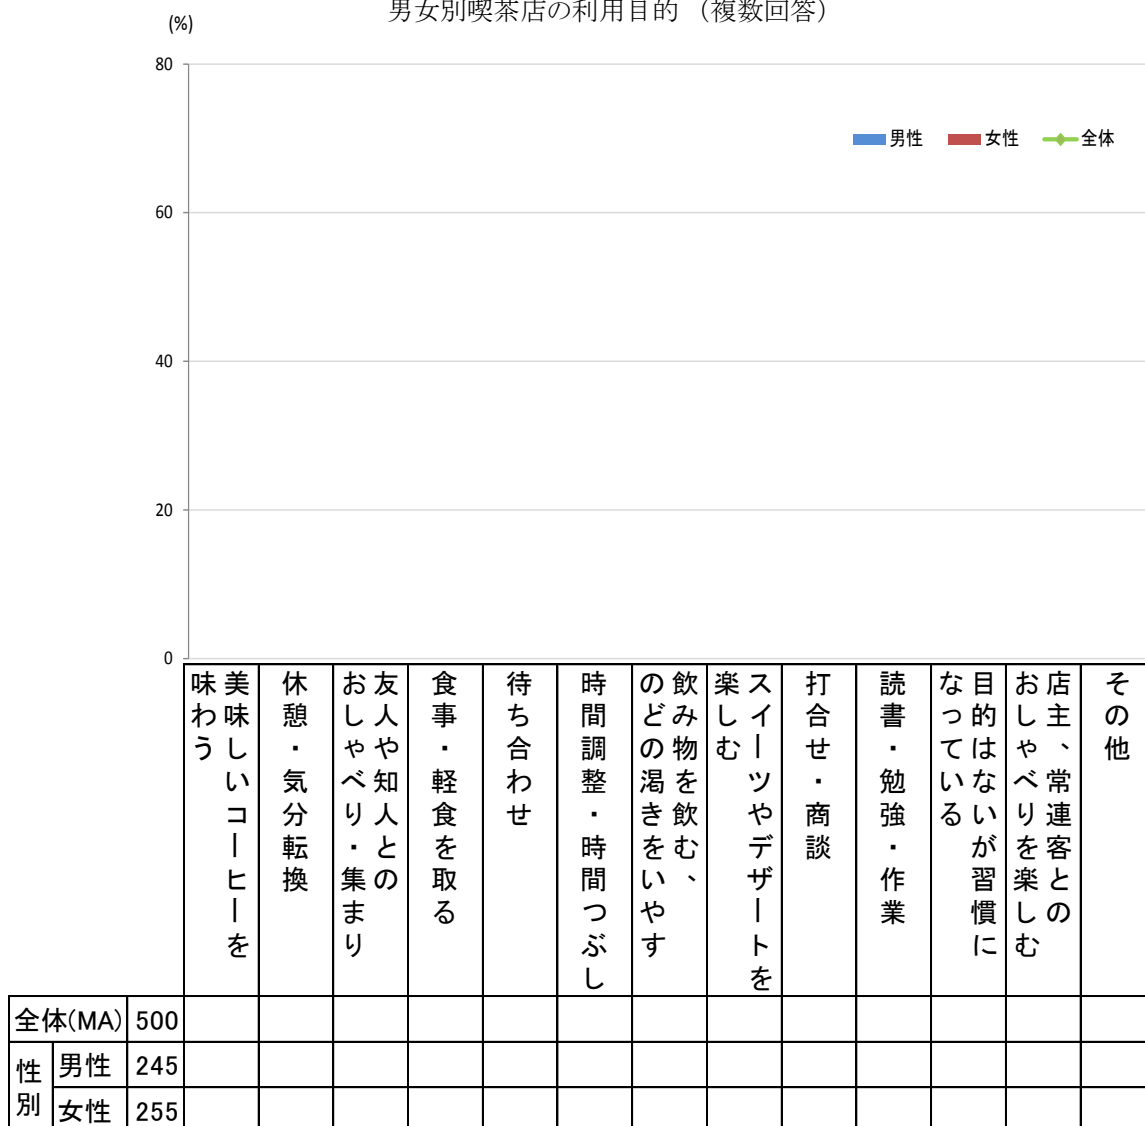 男女別喫茶店の利用目的 （複数回答）
(%)
80
男性 女性 全体
60
40
20
0
美味しいコーヒーを
味わう
休憩・気分転換
友人や知人との
おしゃべり・集まり
食事・軽食を取る
待ち合わせ
時間調整・時間つぶし
飲み物を飲む、
のどの渇きをいやす
スイーツやデザートを
楽しむ
打合せ・商談
読書・勉強・作業
目的はないが習慣に
なっている
店主、常連客との
おしゃべりを楽しむ
その他
全体(MA) 500
性別
男性 245
女性 255